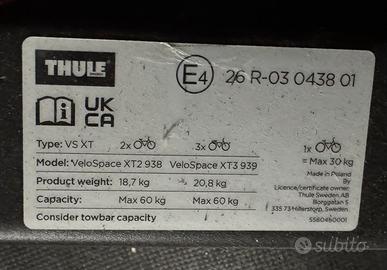 THULE
SWEDEN
E4 26 R-03 0438 01
UK
CA
Type: VS XT 2x 3x 1x
Model: VeloSpace XT2 938 VeloSpace XT3 939 = Max 30 kg
Product weight: 18,7 kg 20,8 kg
Capacity: Max 60 kg Max 60 kg
Consider towbar capacity
Made in Poland
By
Licence/certificate owner:
Thule Sweden AB
Borggatan 5
335 73 Hillerstorp, Sweden
5580460001
subito